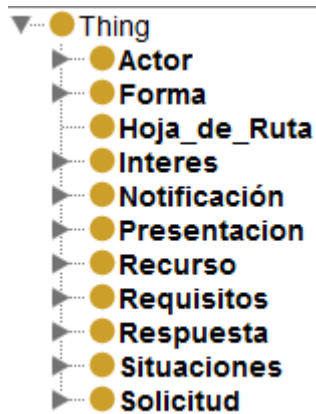 Thing
Actor
Forma
Hoja_de_Ruta
Interes
Notificación
Presentacion
Recurso
Requisitos
Respuesta
Situaciones
Solicitud